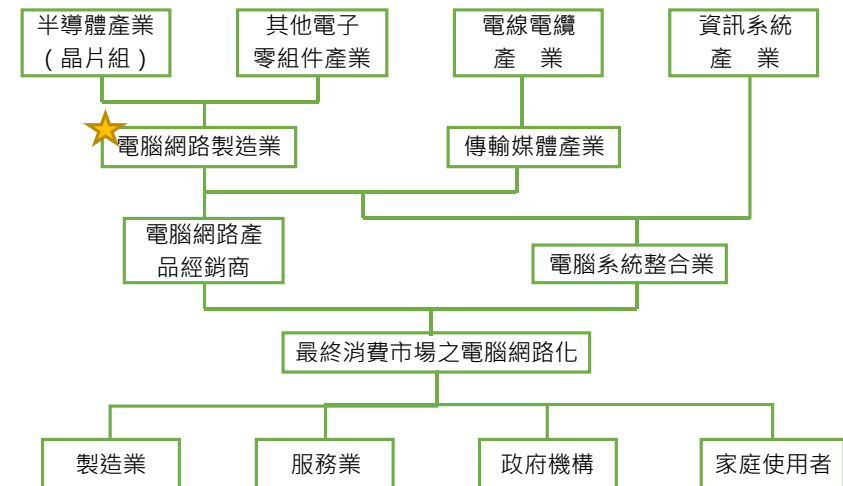 半導體產業
（晶片組）
其他電子
零組件產業
電線電纜
產　業
資訊系統
產　業
電腦網路製造業
傳輸媒體產業
電腦網路產
品經銷商
電腦系統整合業
最終消費市場之電腦網路化
製造業
服務業
政府機構
家庭使用者